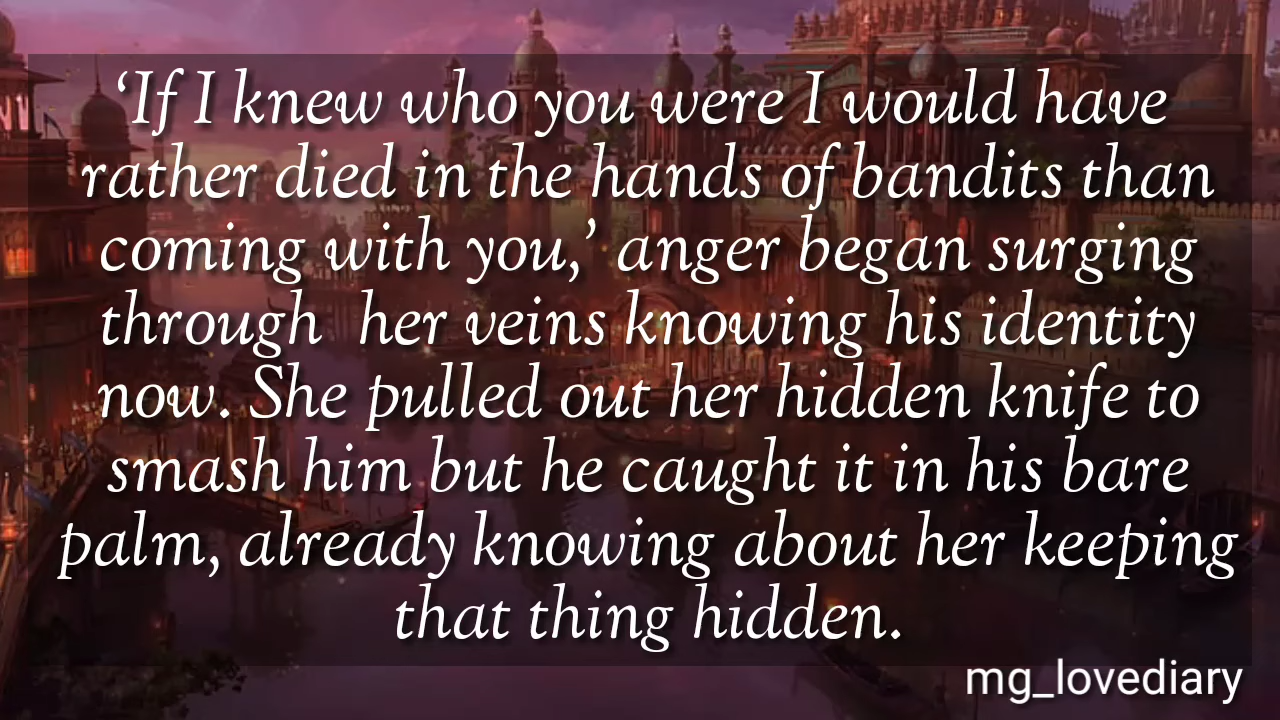 ‘If I knew who you were I would have
rather died in the hands of bandits than
coming with you,’ anger began surging
through  her veins knowing his identity
now. She pulled out her hidden knife to
smash him but he caught it in his bare
palm, already knowing about her keeping
that thing hidden.
mg_lovediary